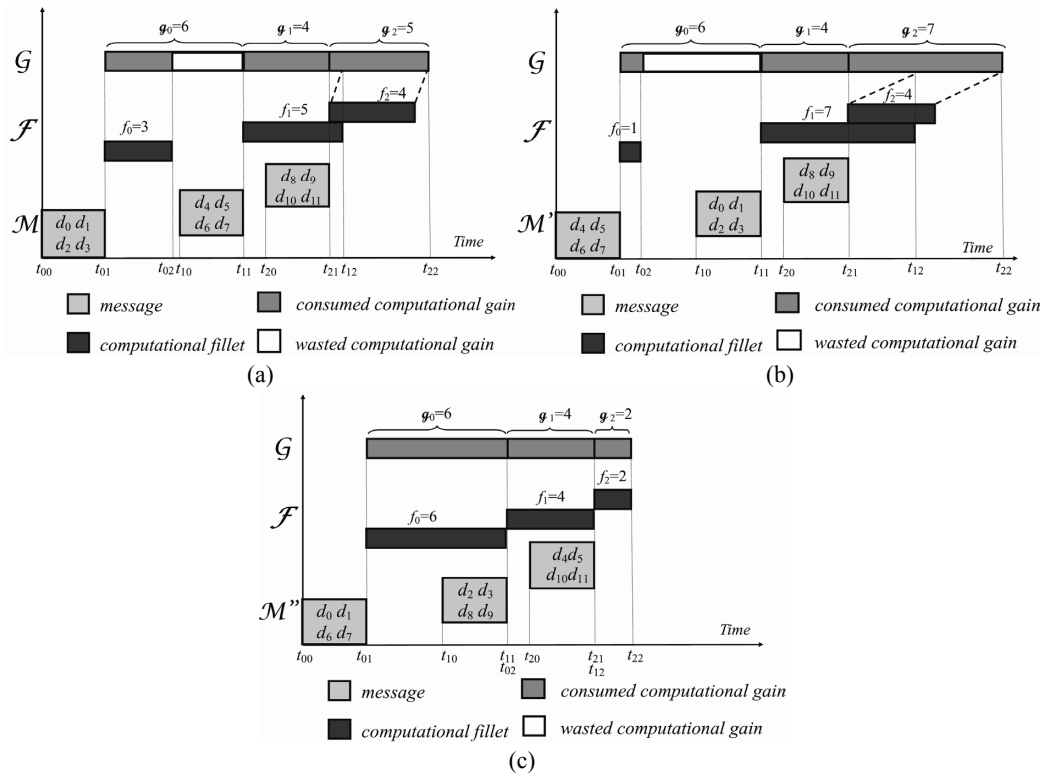 g₀=6 g₁=4 g₂=5
G
f₂=4
f₁=5
F
f₀=3
d₈ d₉
d₁₀ d₁₁
d₄ d₅
d₆ d₇
M
d₀ d₁
d₂ d₃
Time
t₀₀ t₀₁ t₀₂ t₁₀ t₁₁ t₂₀ t₂₁ t₁₂ t₂₂
message consumed computational gain
computational fillet wasted computational gain
(a)
g₀=6 g₁=4 g₂=7
G
f₂=4
f₁=7
F
f₀=1
d₈ d₉
d₁₀ d₁₁
d₀ d₁
d₂ d₃
M'
d₄ d₅
d₆ d₇
Time
t₀₀ t₀₁ t₀₂ t₁₀ t₁₁ t₂₀ t₂₁ t₁₂ t₂₂
message consumed computational gain
computational fillet wasted computational gain
(b)
g₀=6 g₁=4 g₂=2
G
f₂=2
f₁=4
F
f₀=6
d₄d₅
d₁₀d₁₁
d₂ d₃
d₈ d₉
M''
d₀ d₁
d₆ d₇
Time
t₀₀ t₀₁ t₁₀ t₁₁ t₂₀ t₂₁ t₂₂
t₀₂ t₁₂
message consumed computational gain
computational fillet wasted computational gain
(c)